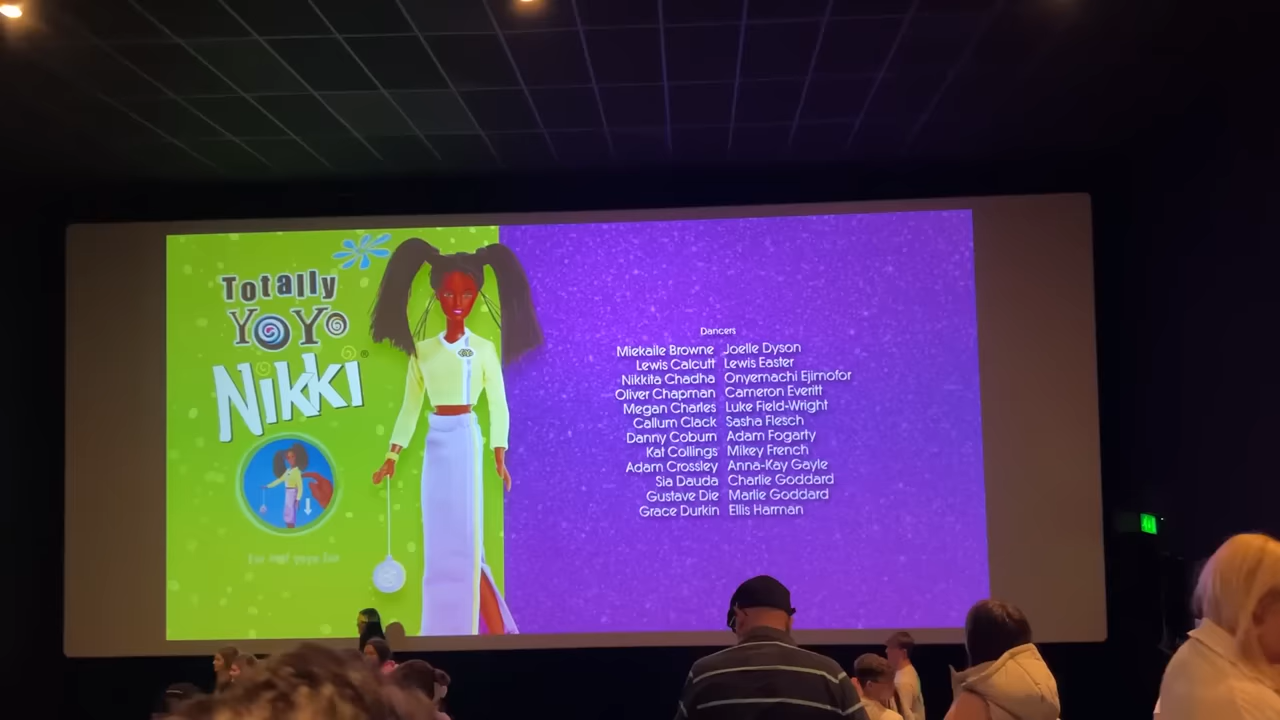 Totally
YoYo
Nikki ®
Dancers
Miekaile Browne Joelle Dyson
Lewis Calcutt Lewis Easter
Nikkita Chadha Onyemachi Ejimofor
Oliver Chapman Cameron Everitt
Megan Charles Luke Field-Wright
Callum Clack Sasha Flesch
Danny Coburn Adam Fogarty
Kat Collings Mikey French
Adam Crossley Anna-Kay Gayle
Sia Dauda Charlie Goddard
Gustave Die Marlie Goddard
Grace Durkin Ellis Harman